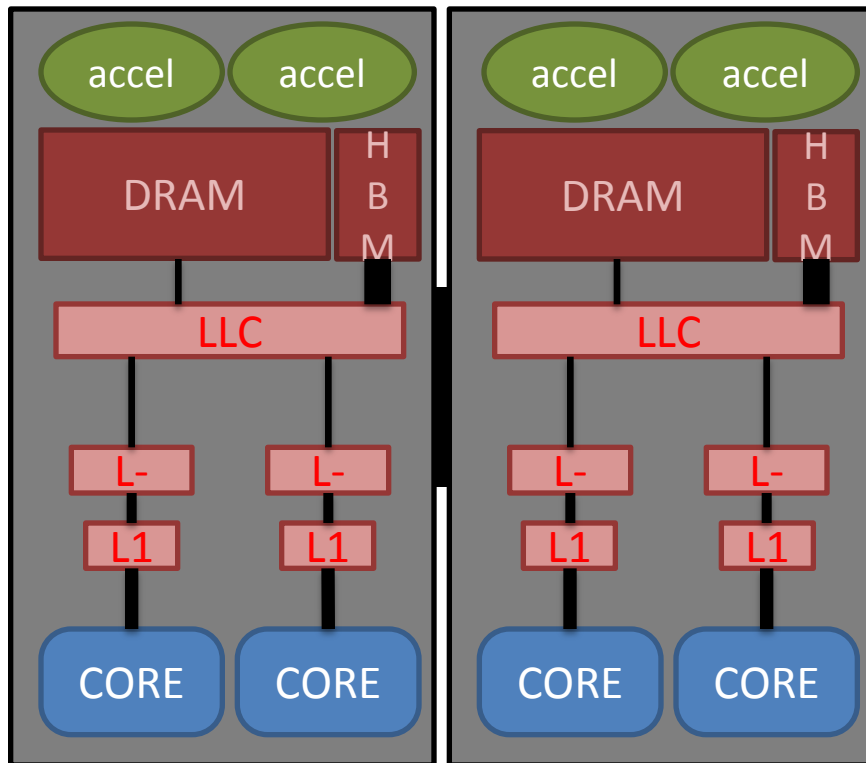 accel accel
DRAM
H
B
M
LLC
L- L-
L1 L1
CORE CORE
accel accel
DRAM
H
B
M
LLC
L- L-
L1 L1
CORE CORE